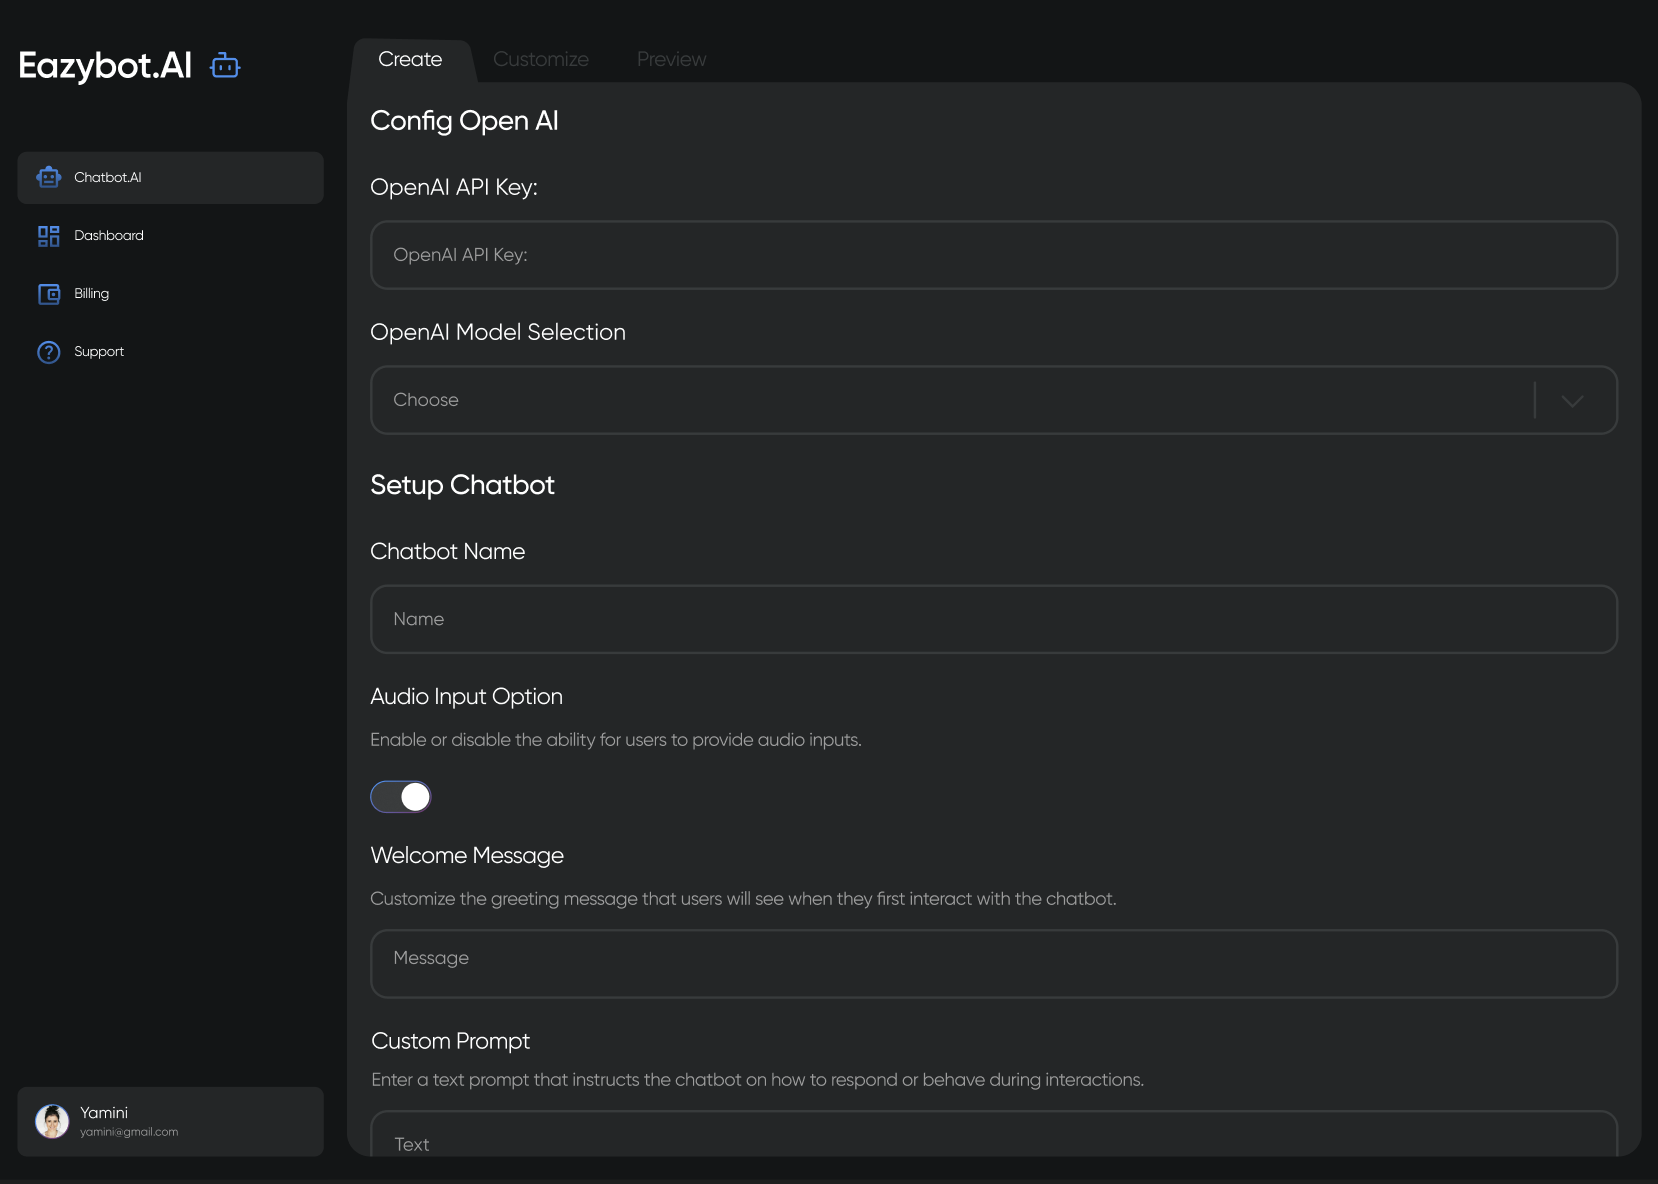 Eazybot.AI
Chatbot.AI
Dashboard
Billing
Support
Yamini
yamini@gmail.com
Create
Customize
Preview
Config Open AI
OpenAI API Key:
OpenAI API Key:
OpenAI Model Selection
Choose
Setup Chatbot
Chatbot Name
Name
Audio Input Option
Enable or disable the ability for users to provide audio inputs.
Welcome Message
Customize the greeting message that users will see when they first interact with the chatbot.
Message
Custom Prompt
Enter a text prompt that instructs the chatbot on how to respond or behave during interactions.
Text